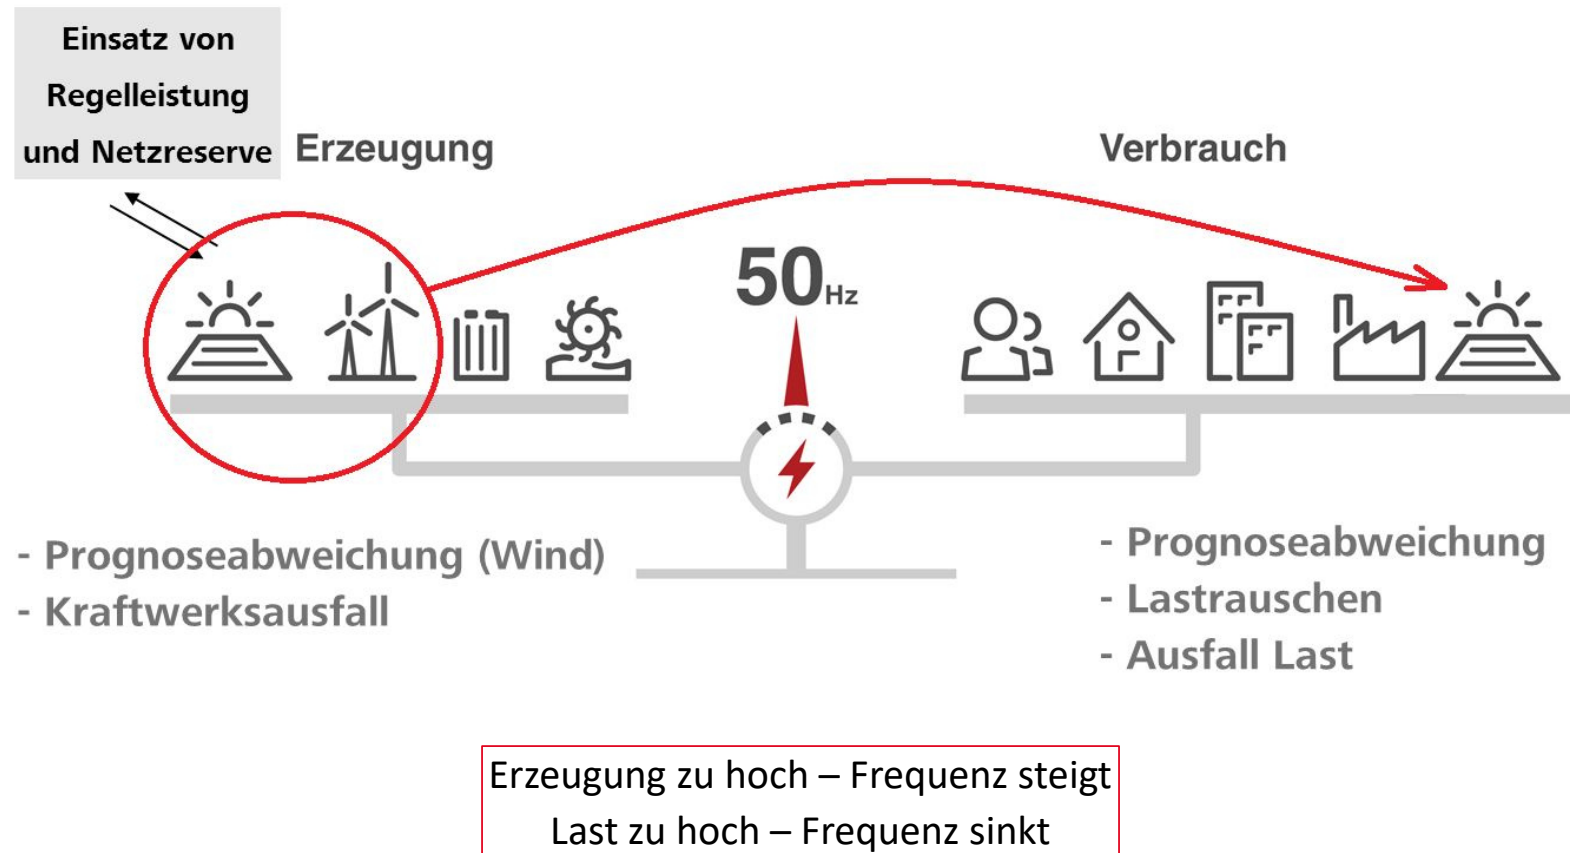 Einsatz von
Regelleistung
und Netzreserve
Erzeugung
Verbrauch
50Hz
- Prognoseabweichung (Wind)
- Kraftwerksausfall
- Prognoseabweichung
- Lastrauschen
- Ausfall Last
Erzeugung zu hoch – Frequenz steigt
Last zu hoch – Frequenz sinkt